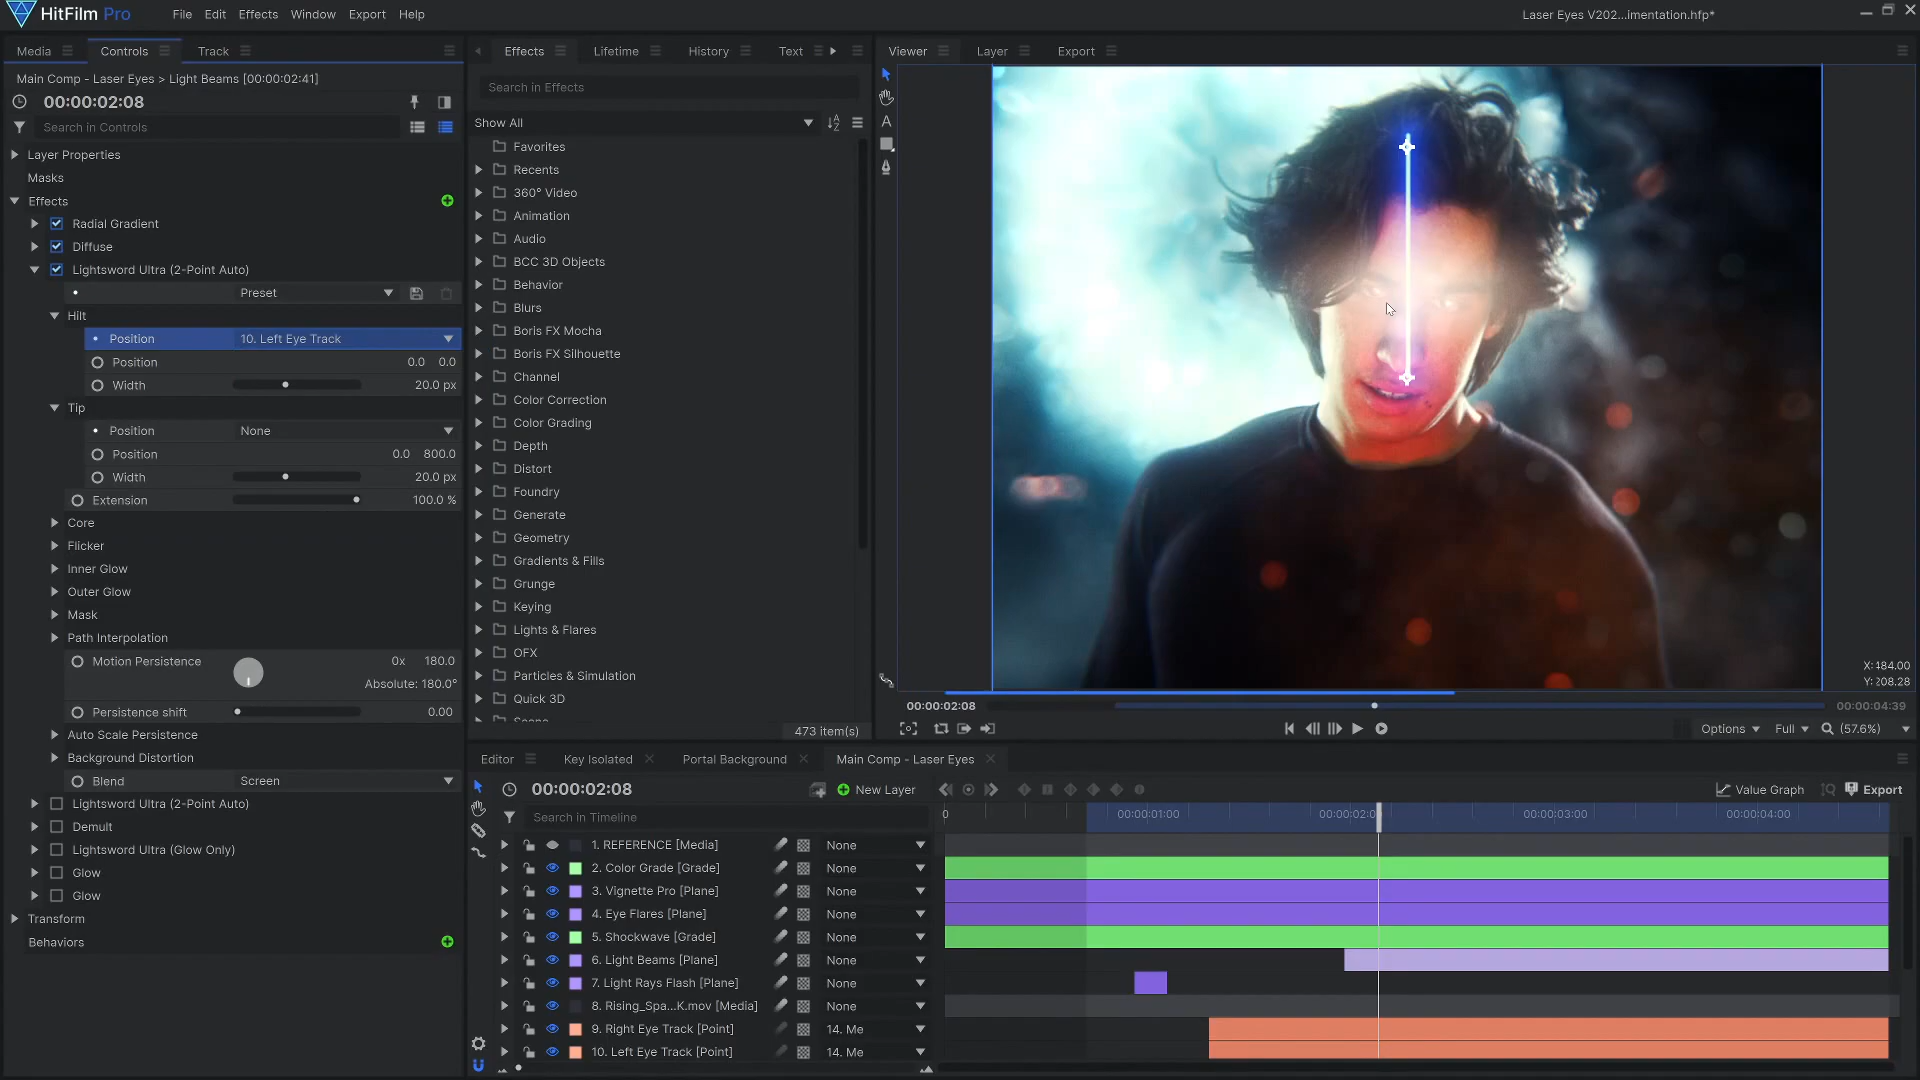 HitFilm Pro File Edit Effects Window Export Help Laser Eyes V202...imentation.hfp*
Media Controls Track
Main Comp - Laser Eyes > Light Beams [00:00:02:41]
00:00:02:08
Search in Controls
Layer Properties
Masks
Effects
Radial Gradient
Diffuse
Lightsword Ultra (2-Point Auto)
Preset
Hilt
Position 10. Left Eye Track
Position 0.0 0.0
Width 20.0 px
Tip
Position None
Position 0.0 800.0
Width 20.0 px
Extension 100.0 %
Core
Flicker
Inner Glow
Outer Glow
Mask
Path Interpolation
Motion Persistence 0x 180.0
Absolute: 180.0°
Persistence shift 0.00
Auto Scale Persistence
Background Distortion
Blend Screen
Lightsword Ultra (2-Point Auto)
Demult
Lightsword Ultra (Glow Only)
Glow
Glow
Transform
Behaviors
Effects Lifetime History Text
Search in Effects
Show All
Favorites
Recents
360° Video
Animation
Audio
BCC 3D Objects
Behavior
Blurs
Boris FX Mocha
Boris FX Silhouette
Channel
Color Correction
Color Grading
Depth
Distort
Foundry
Generate
Geometry
Gradients & Fills
Grunge
Keying
Lights & Flares
OFX
Particles & Simulation
Quick 3D
473 item(s)
Viewer Layer Export
A
X: 484.00
Y: 208.28
00:00:02:08 00:00:04:39
Options Full (57.6%)
Editor Key Isolated Portal Background Main Comp - Laser Eyes
00:00:02:08 New Layer Value Graph Export
Search in Timeline 0 00:00:01:00 00:00:02:0 00:00:03:00 00:00:04:00
1. REFERENCE [Media] None
2. Color Grade [Grade] None
3. Vignette Pro [Plane] None
4. Eye Flares [Plane] None
5. Shockwave [Grade] None
6. Light Beams [Plane] None
7. Light Rays Flash [Plane] None
8. Rising_Spa...K.mov [Media] None
9. Right Eye Track [Point] 14. Me
10. Left Eye Track [Point] 14. Me